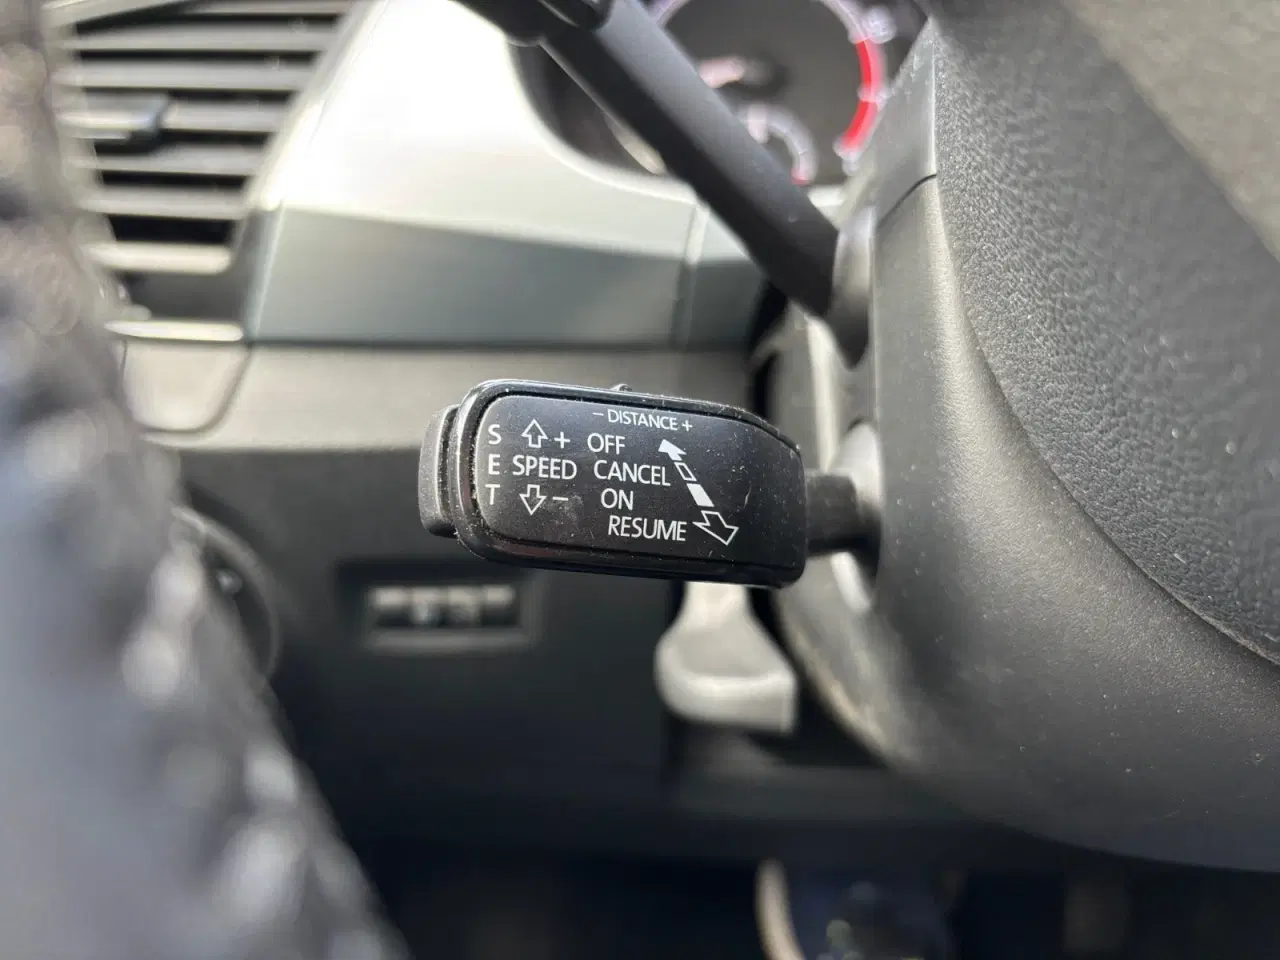 – DISTANCE +
S + OFF
E SPEED CANCEL
T – ON
RESUME